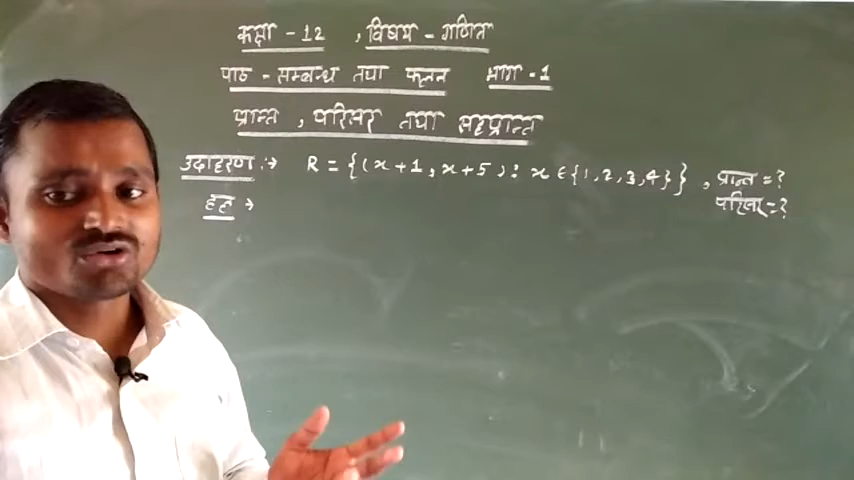 कक्षा - 12 , विषय - गणित
पाठ - सम्बन्ध तथा फलन भाग - 1
प्रान्त , परिसर तथा सहप्रान्त
उदाहरण :→ R = {(x+1, x+5) : x ∈ {1,2,3,4}} , प्रान्त = ?
परिसर = ?
हल →